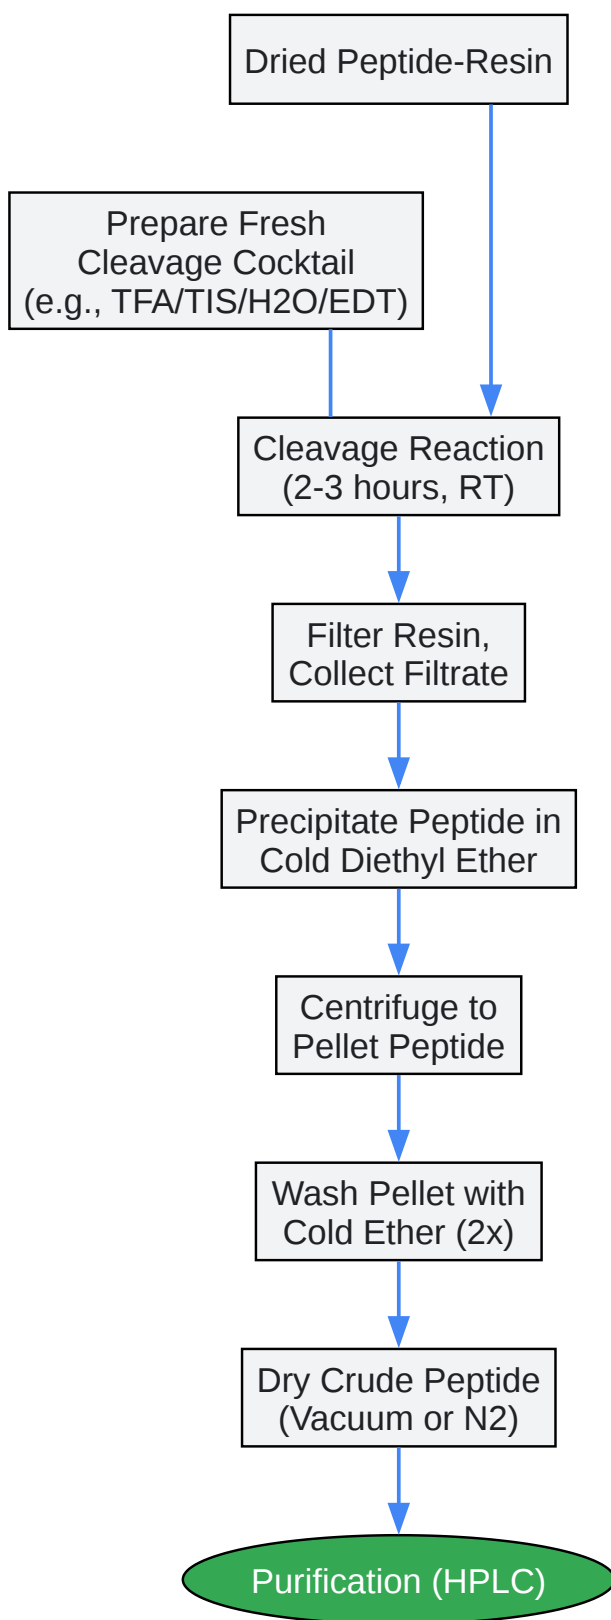 Dried Peptide-Resin
Prepare Fresh
Cleavage Cocktail
(e.g., TFA/TIS/H2O/EDT)
Cleavage Reaction
(2-3 hours, RT)
Filter Resin,
Collect Filtrate
Precipitate Peptide in
Cold Diethyl Ether
Centrifuge to
Pellet Peptide
Wash Pellet with
Cold Ether (2x)
Dry Crude Peptide
(Vacuum or N2)
Purification (HPLC)